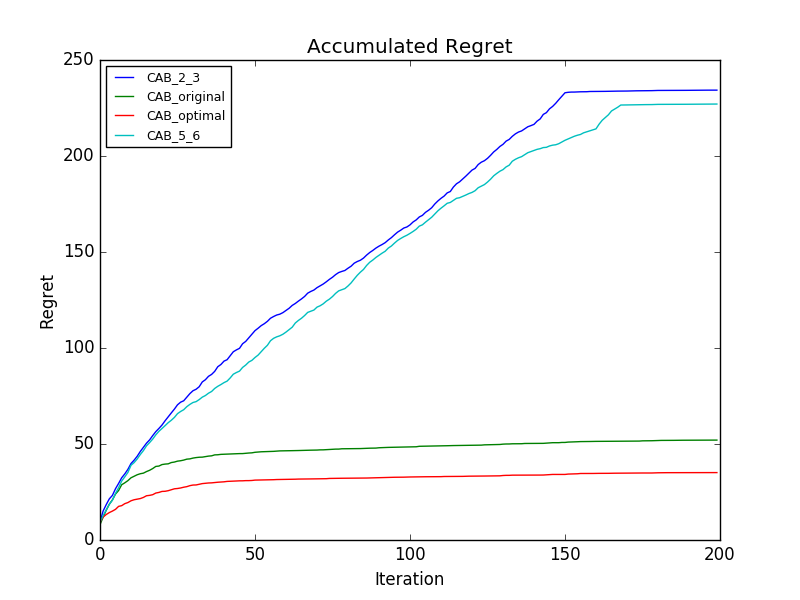 Accumulated Regret
250
200
150
100
50
0
CAB_2_3
CAB_original
CAB_optimal
CAB_5_6
Regret
0 50 100 150 200
Iteration